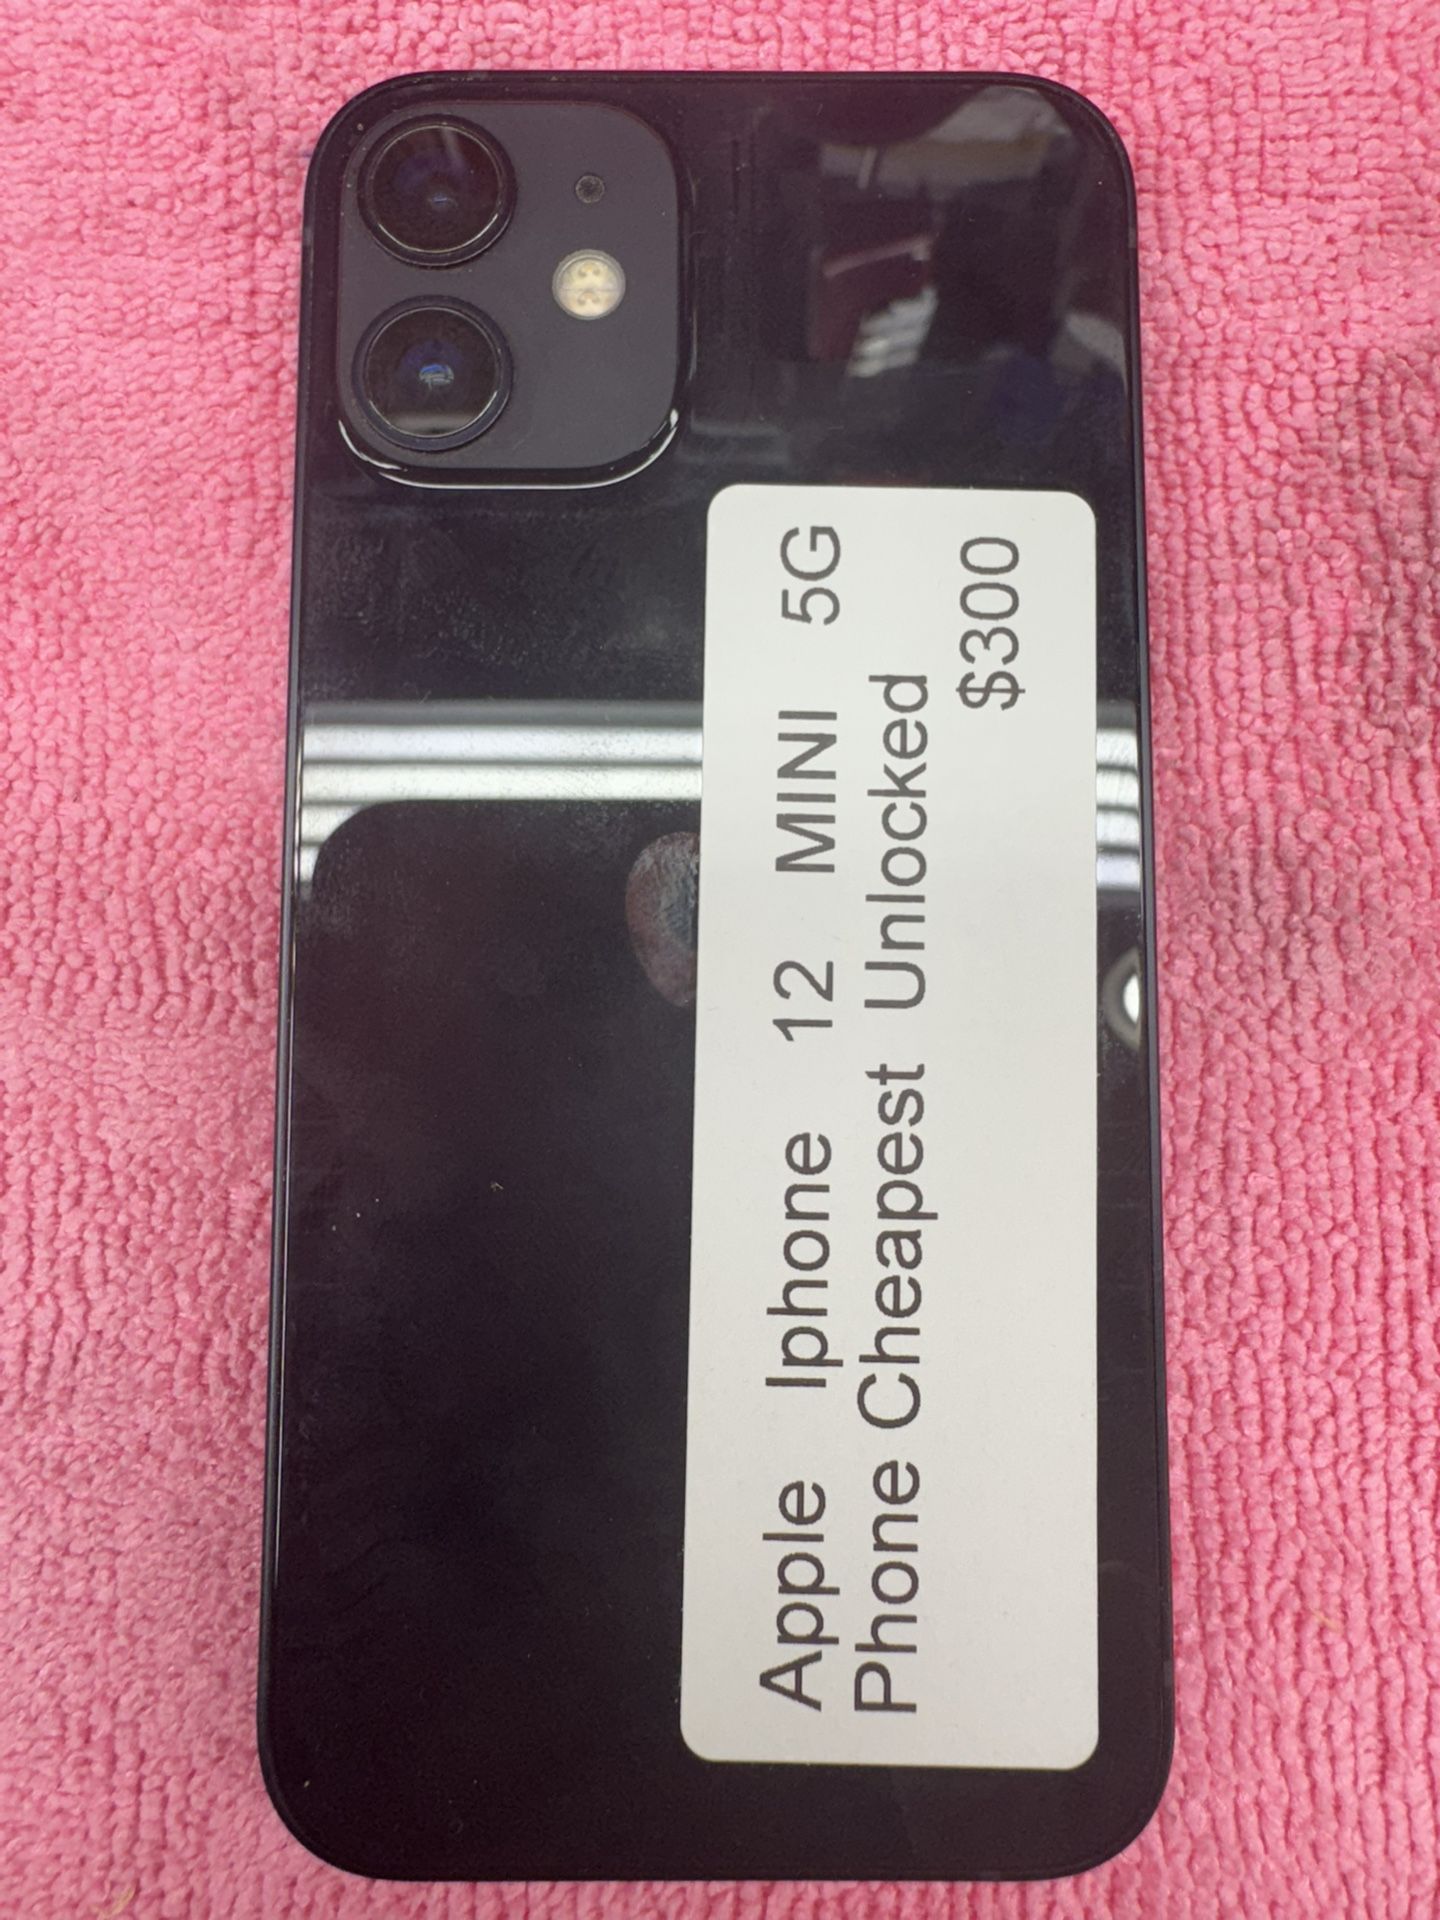 Apple Iphone 12 MINI 5G
Phone Cheapest Unlocked
$300